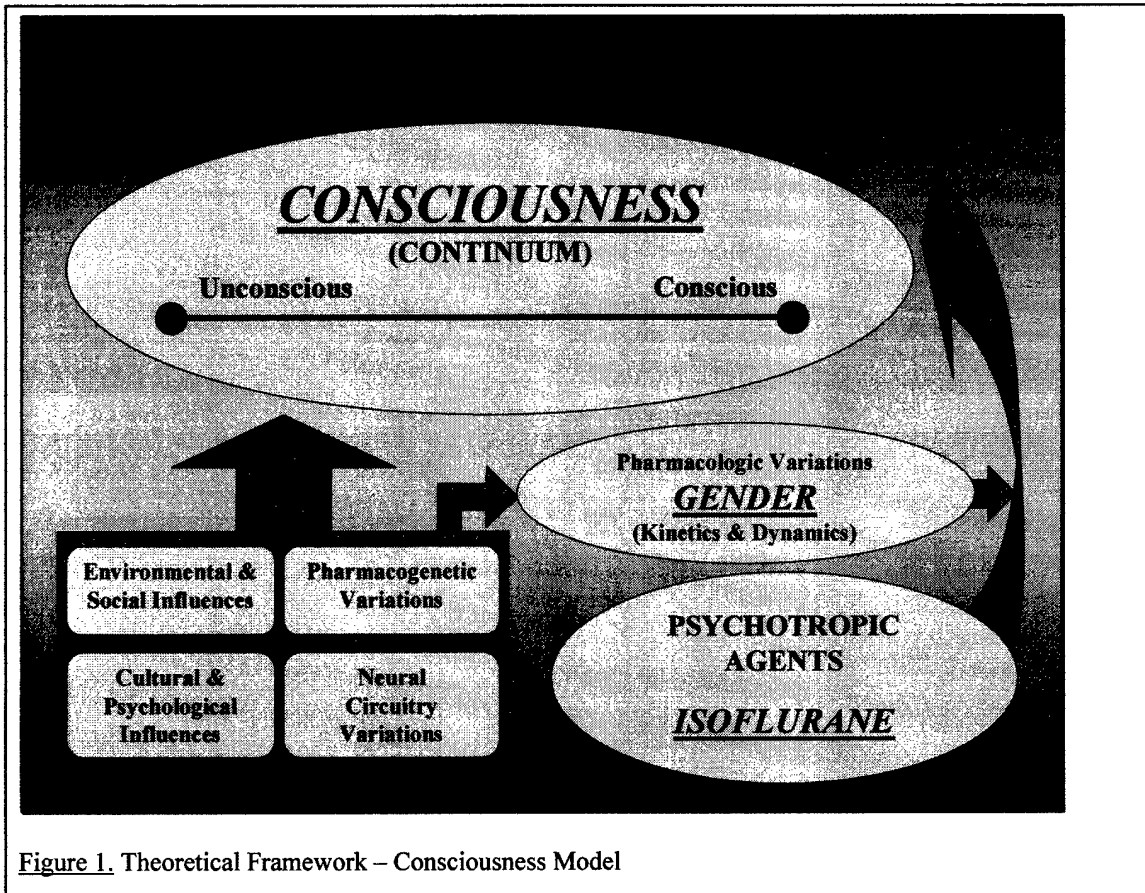 CONSCIOUSNESS
(CONTINUUM)
Unconscious
Conscious
Pharmacologic Variations
GENDER
(Kinetics & Dynamics)
Environmental &
Social Influences
Pharmacogenetic
Variations
Cultural &
Psychological
Influences
Neural
Circuitry
Variations
PSYCHOTROPIC
AGENTS
ISOFLURANE
Figure 1. Theoretical Framework – Consciousness Model